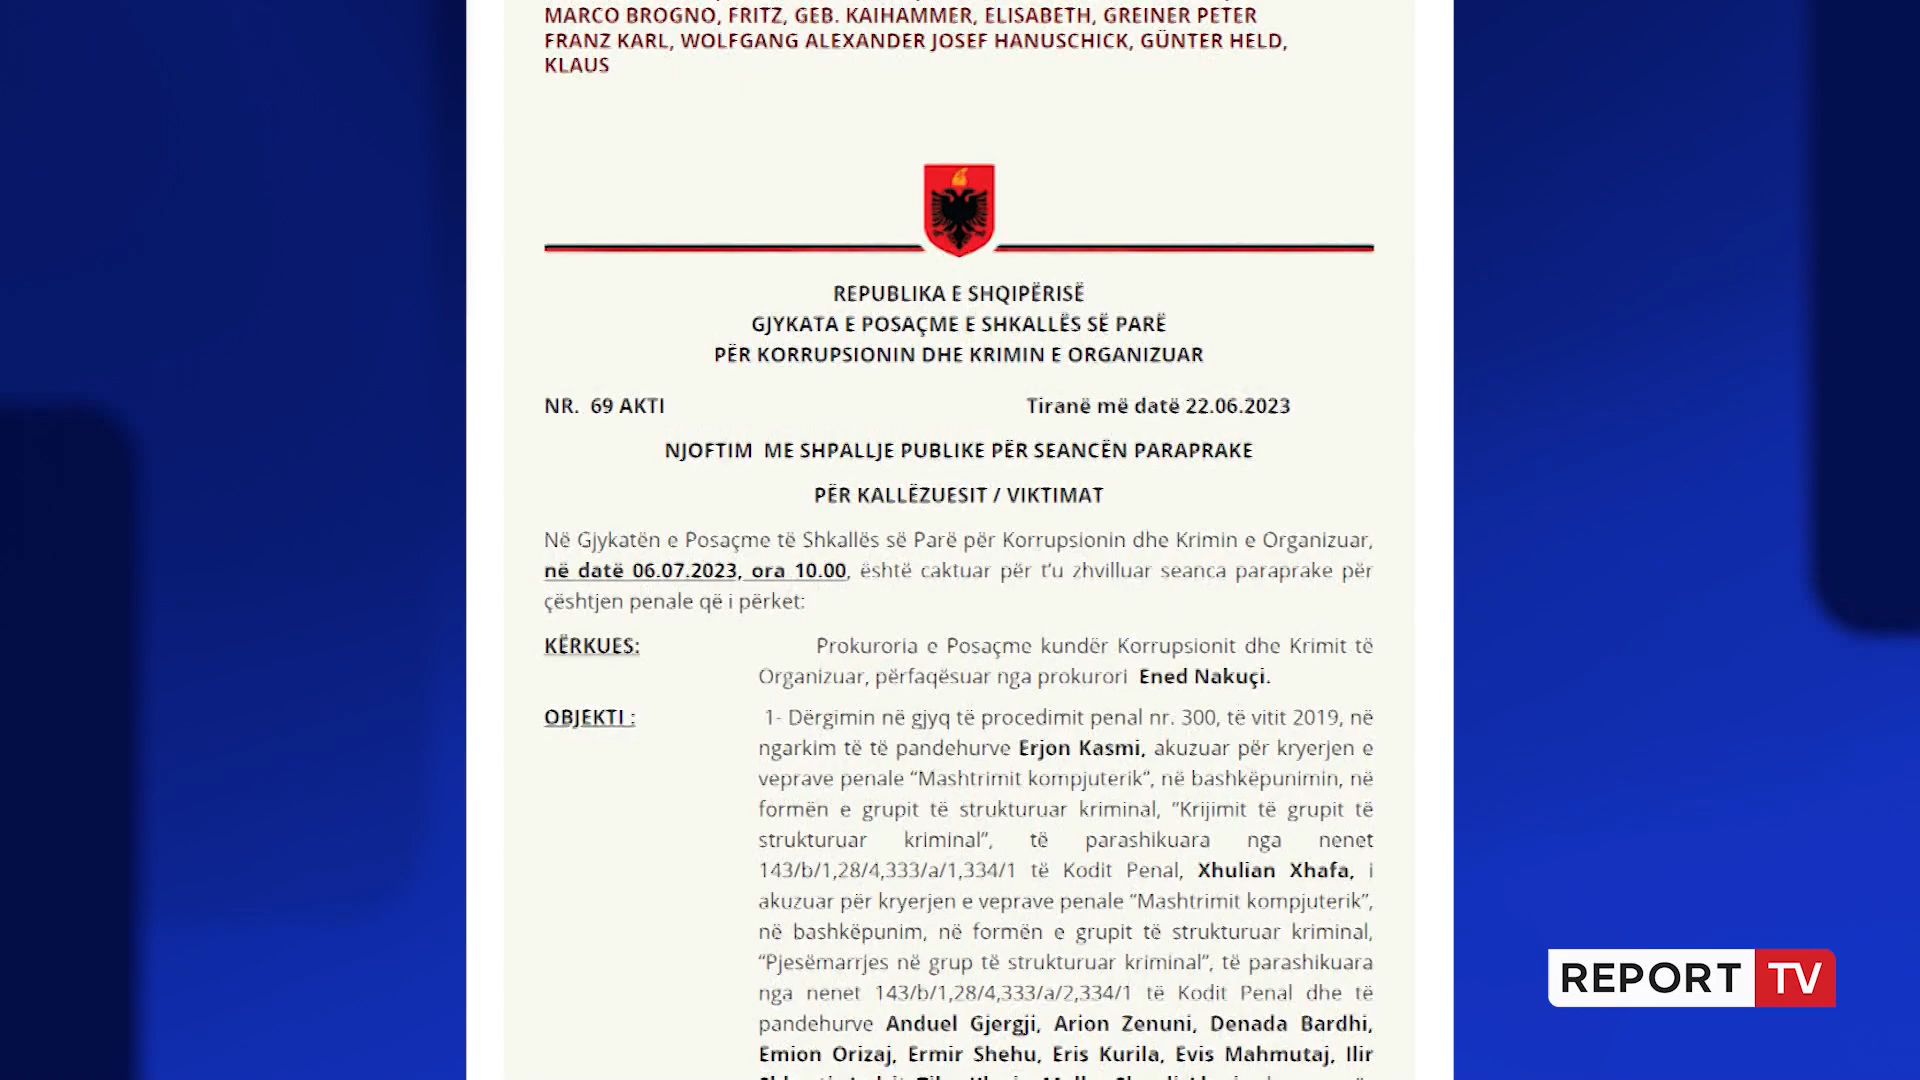 MARCO BROGNO, FRITZ, GEB. KAIHAMMER, ELISABETH, GREINER PETER
FRANZ KARL, WOLFGANG ALEXANDER JOSEF HANUSCHICK, GÜNTER HELD,
KLAUS
REPUBLIKA E SHQIPËRISË
GJYKATA E POSAÇME E SHKALLËS SË PARË
PËR KORRUPSIONIN DHE KRIMIN E ORGANIZUAR
NR. 69 AKTI
Tiranë më datë 22.06.2023
NJOFTIM ME SHPALLJE PUBLIKE PËR SEANCËN PARAPRAKE
PËR KALLËZUESIT / VIKTIMAT
Në Gjykatën e Posaçme të Shkallës së Parë për Korrupsionin dhe Krimin e Organizuar,
në datë 06.07.2023, ora 10.00, është caktuar për t’u zhvilluar seanca paraprake për
çështjen penale që i përket:
KËRKUES:
Prokuroria e Posaçme kundër Korrupsionit dhe Krimit të
Organizuar, përfaqësuar nga prokurori Ened Nakuçi.
OBJEKTI :
1- Dërgimin në gjyq të procedimit penal nr. 300, të vitit 2019, në
ngarkim të të pandehurve Erjon Kasmi, akuzuar për kryerjen e
veprave penale “Mashtrimit kompjuterik”, në bashkëpunimin, në
formën e grupit të strukturuar kriminal, “Krijimit të grupit të
strukturuar kriminal”, të parashikuara nga nenet
143/b/1,28/4,333/a/1,334/1 të Kodit Penal, Xhulian Xhafa, i
akuzuar për kryerjen e veprave penale “Mashtrimit kompjuterik”,
në bashkëpunim, në formën e grupit të strukturuar kriminal,
“Pjesëmarrjes në grup të strukturuar kriminal”, të parashikuara
nga nenet 143/b/1,28/4,333/a/2,334/1 të Kodit Penal dhe të
pandehurve Anduel Gjergji, Arion Zenuni, Denada Bardhi,
Emion Orizaj, Ermir Shehu, Eris Kurila, Evis Mahmutaj, Ilir
REPORT TV